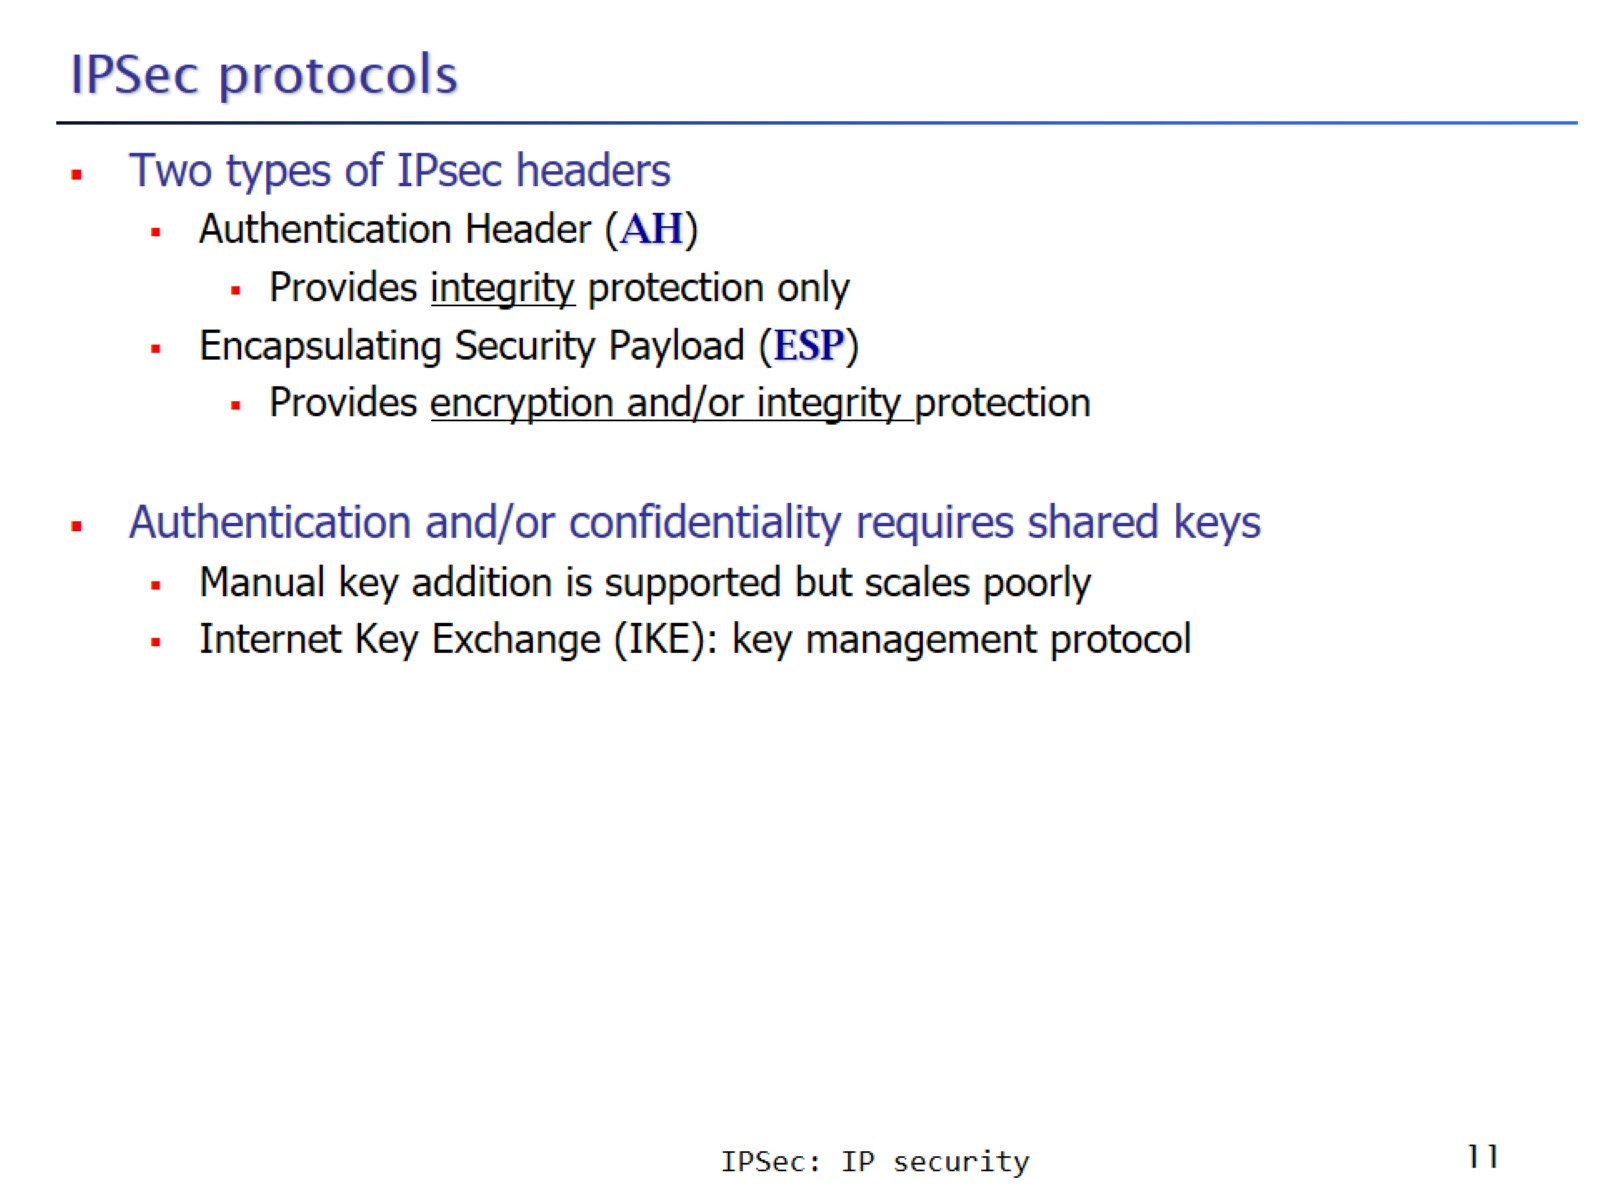 IPSec protocols
Two types of IPsec headers
Authentication Header (AH)
Provides integrity protection only
Encapsulating Security Payload (ESP)
Provides encryption and/or integrity protection
Authentication and/or confidentiality requires shared keys
Manual key addition is supported but scales poorly
Internet Key Exchange (IKE): key management protocol
IPSec: IP security
11